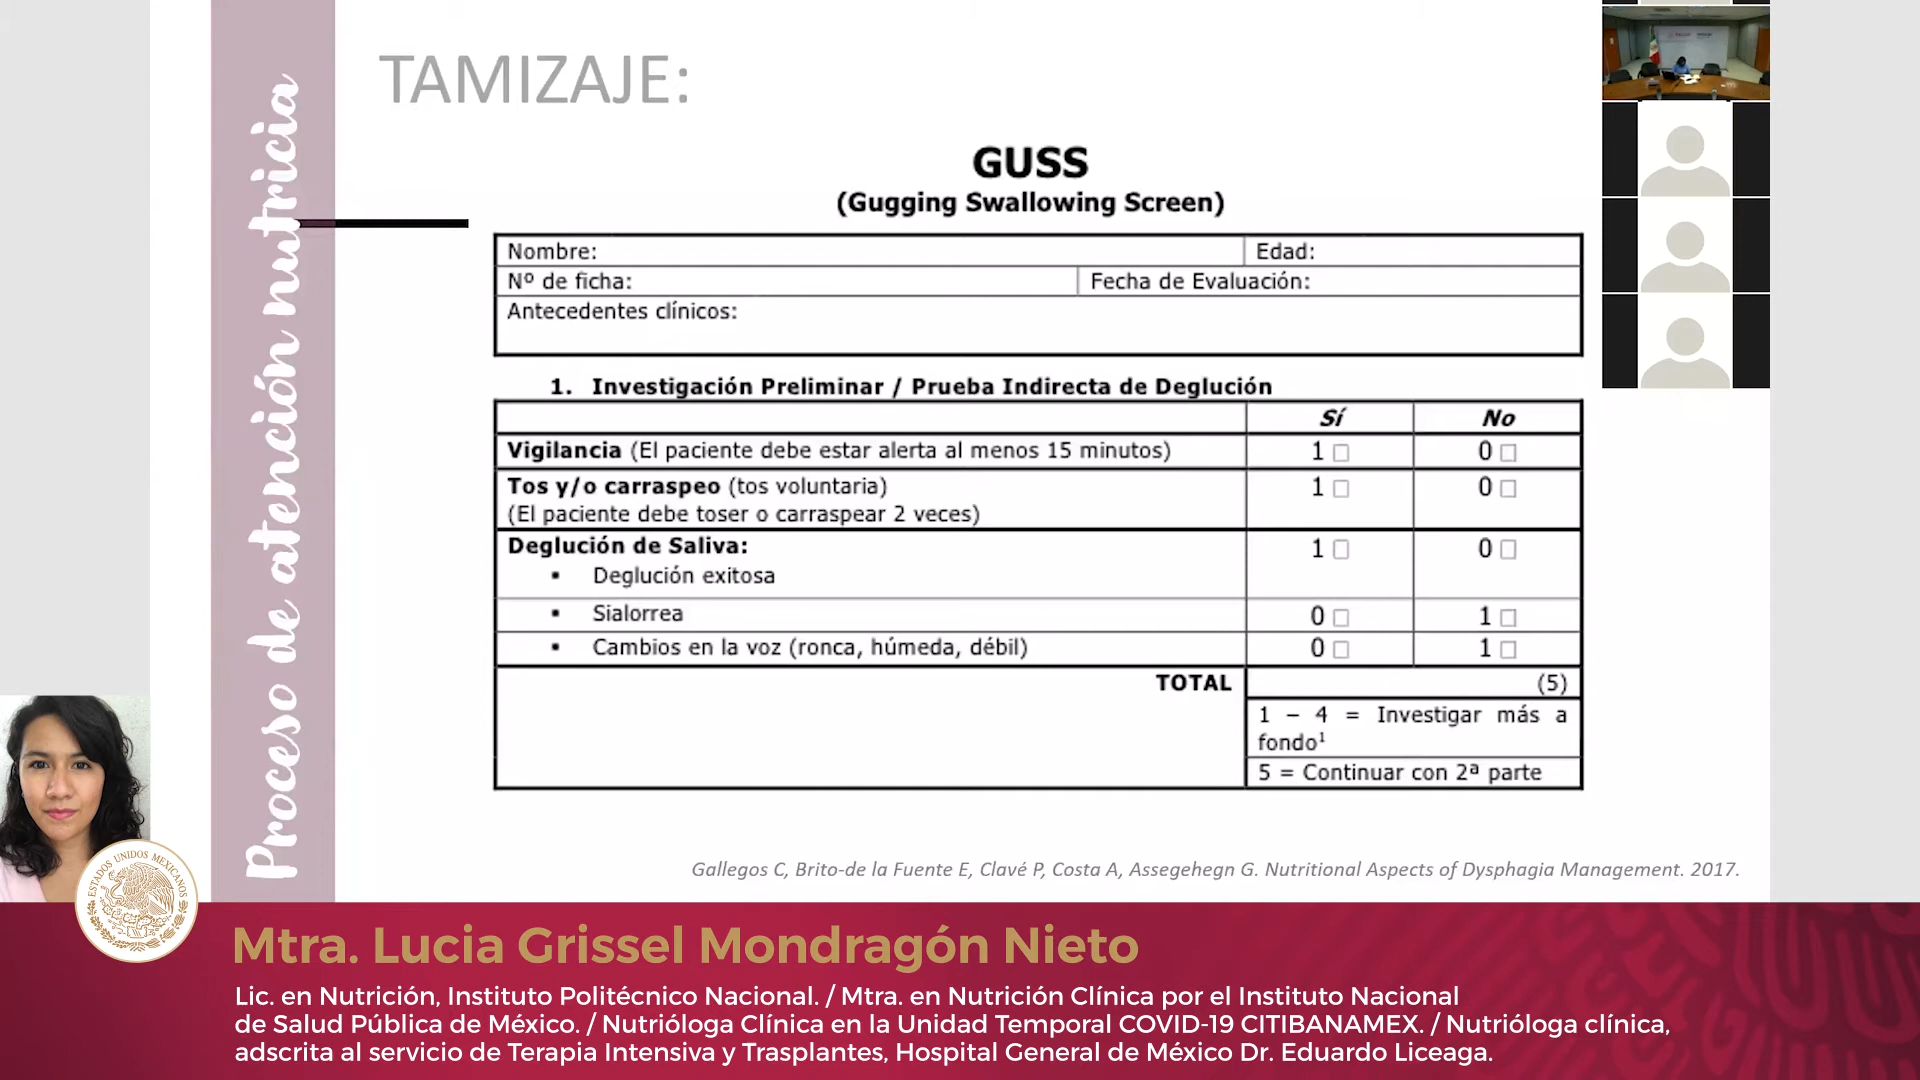 TAMIZAJE:
Proceso de atención nutricia
GUSS
(Gugging Swallowing Screen)
Nombre: Edad:
Nº de ficha: Fecha de Evaluación:
Antecedentes clínicos:
1. Investigación Preliminar / Prueba Indirecta de Deglución
Sí No
Vigilancia (El paciente debe estar alerta al menos 15 minutos) 1 □ 0 □
Tos y/o carraspeo (tos voluntaria) 1 □ 0 □
(El paciente debe toser o carraspear 2 veces)
Deglución de Saliva: 1 □ 0 □
▪ Deglución exitosa
▪ Sialorrea 0 □ 1 □
▪ Cambios en la voz (ronca, húmeda, débil) 0 □ 1 □
TOTAL (5)
1 – 4 = Investigar más a
fondo¹
5 = Continuar con 2ª parte
Gallegos C, Brito-de la Fuente E, Clavé P, Costa A, Assegehegn G. Nutritional Aspects of Dysphagia Management. 2017.
ESTADOS UNIDOS MEXICANOS
Mtra. Lucia Grissel Mondragón Nieto
Lic. en Nutrición, Instituto Politécnico Nacional. / Mtra. en Nutrición Clínica por el Instituto Nacional
de Salud Pública de México. / Nutrióloga Clínica en la Unidad Temporal COVID-19 CITIBANAMEX. / Nutrióloga clínica,
adscrita al servicio de Terapia Intensiva y Trasplantes, Hospital General de México Dr. Eduardo Liceaga.